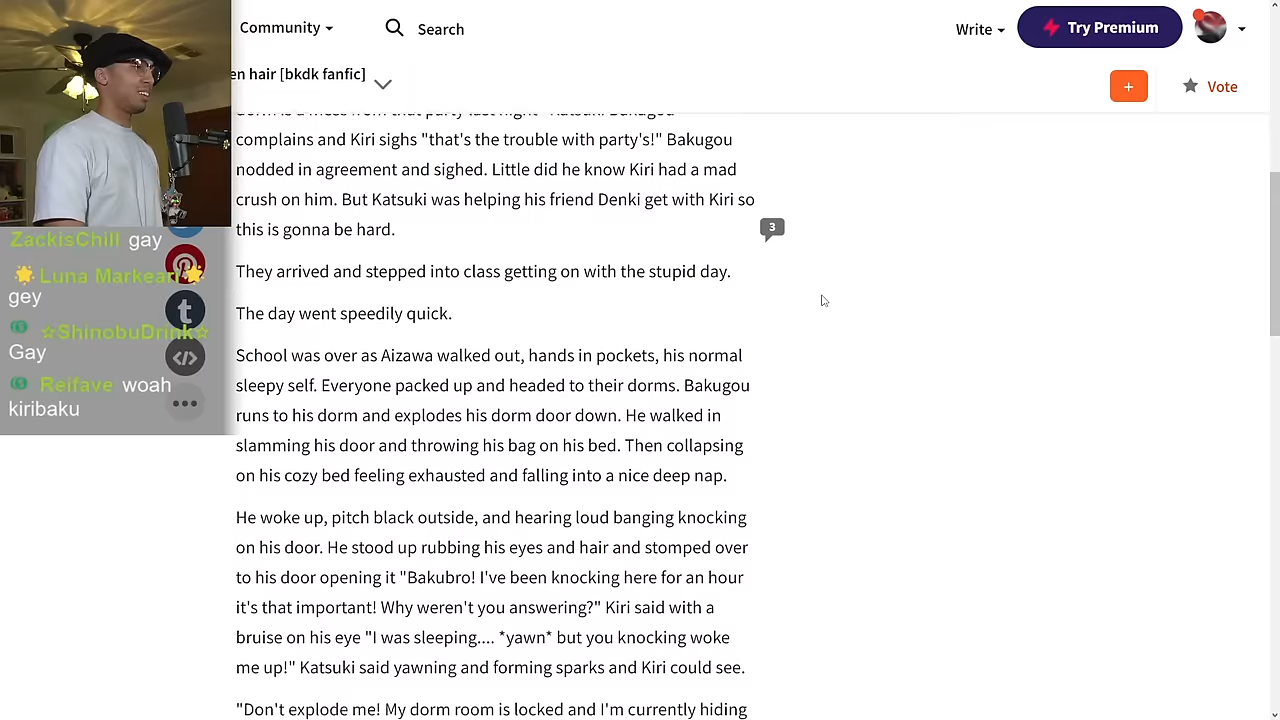 Community
Search
Write
Try Premium
en hair [bkdk fanfic]
+
Vote
complains and Kiri sighs "that's the trouble with party's!" Bakugou
nodded in agreement and sighed. Little did he know Kiri had a mad
crush on him. But Katsuki was helping his friend Denki get with Kiri so
this is gonna be hard.
3
They arrived and stepped into class getting on with the stupid day.
The day went speedily quick.
School was over as Aizawa walked out, hands in pockets, his normal
sleepy self. Everyone packed up and headed to their dorms. Bakugou
runs to his dorm and explodes his dorm door down. He walked in
slamming his door and throwing his bag on his bed. Then collapsing
on his cozy bed feeling exhausted and falling into a nice deep nap.
He woke up, pitch black outside, and hearing loud banging knocking
on his door. He stood up rubbing his eyes and hair and stomped over
to his door opening it "Bakubro! I've been knocking here for an hour
it's that important! Why weren't you answering?" Kiri said with a
bruise on his eye "I was sleeping.... *yawn* but you knocking woke
me up!" Katsuki said yawning and forming sparks and Kiri could see.
"Don't explode me! My dorm room is locked and I'm currently hiding
ZackisChill gay
Luna Markeari
gey
☆ShinobuDrink☆
Gay
Reifave woah
kiribaku